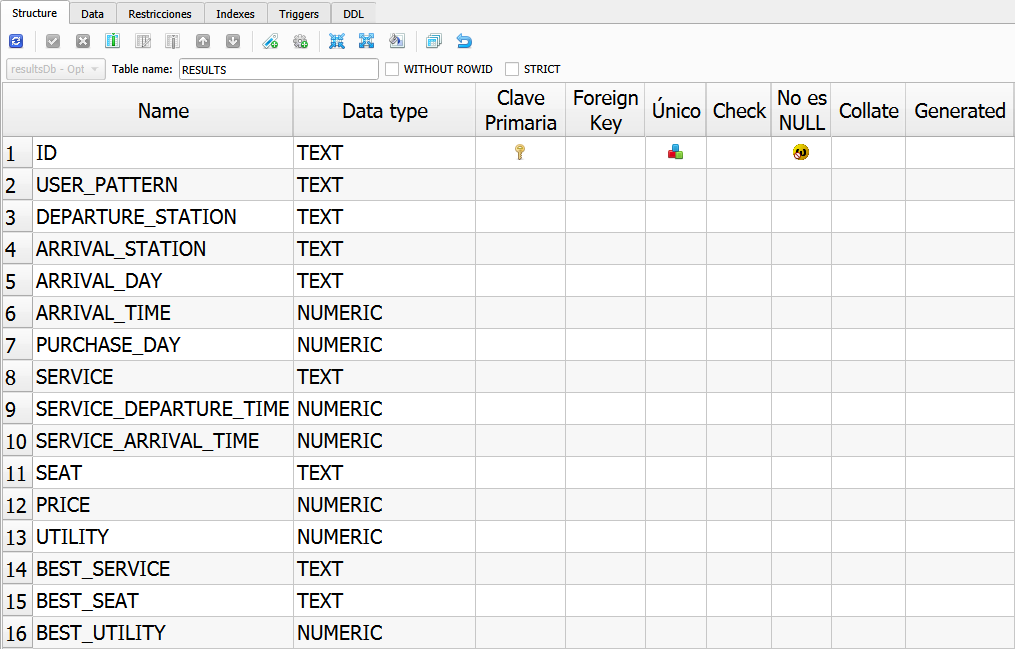 Structure Data Restricciones Indexes Triggers DDL
resultsDb - Opt Table name: RESULTS WITHOUT ROWID STRICT
Name Data type Clave Primaria Foreign Key Único Check No es NULL Collate Generated
1 ID TEXT
2 USER_PATTERN TEXT
3 DEPARTURE_STATION TEXT
4 ARRIVAL_STATION TEXT
5 ARRIVAL_DAY TEXT
6 ARRIVAL_TIME NUMERIC
7 PURCHASE_DAY NUMERIC
8 SERVICE TEXT
9 SERVICE_DEPARTURE_TIME NUMERIC
10 SERVICE_ARRIVAL_TIME NUMERIC
11 SEAT TEXT
12 PRICE NUMERIC
13 UTILITY NUMERIC
14 BEST_SERVICE TEXT
15 BEST_SEAT TEXT
16 BEST_UTILITY NUMERIC